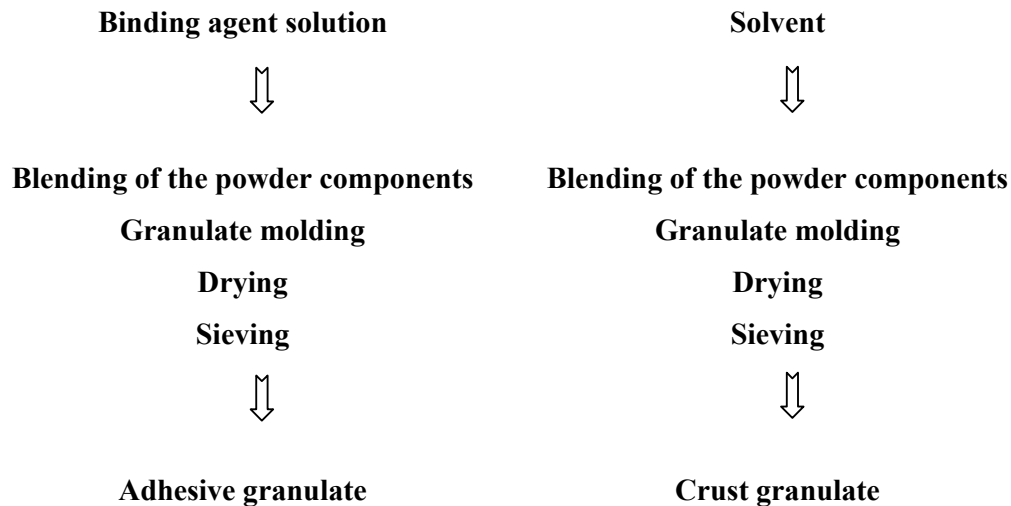 Binding agent solution
Solvent
Blending of the powder components
Blending of the powder components
Granulate molding
Granulate molding
Drying
Drying
Sieving
Sieving
Adhesive granulate
Crust granulate